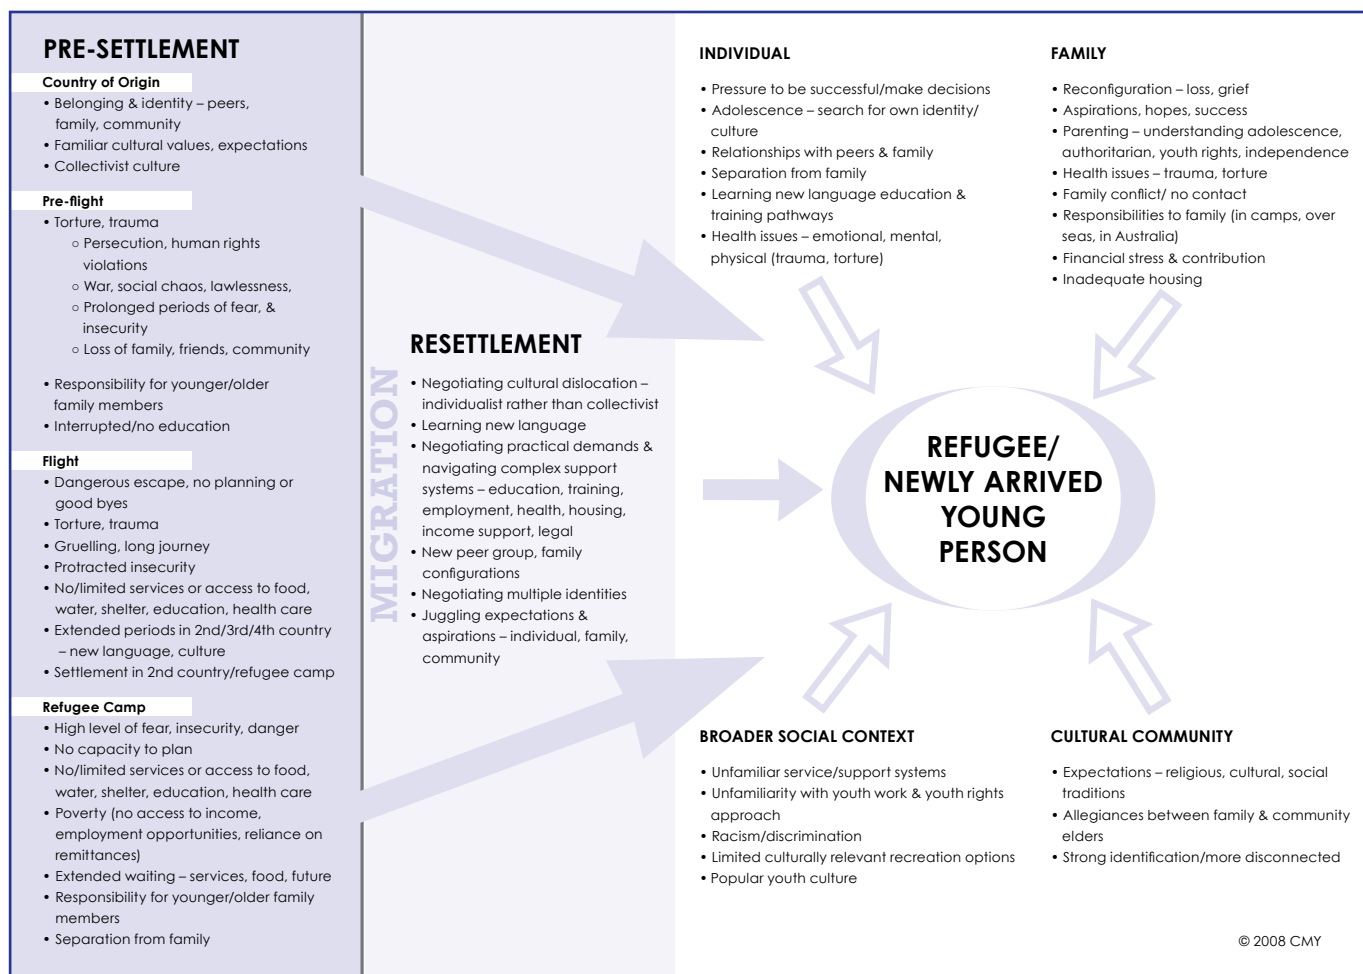 PRE-SETTLEMENT
Country of Origin
• Belonging & identity – peers,
family, community
• Familiar cultural values, expectations
• Collectivist culture
Pre-flight
• Torture, trauma
○ Persecution, human rights
violations
○ War, social chaos, lawlessness,
○ Prolonged periods of fear, &
insecurity
○ Loss of family, friends, community
• Responsibility for younger/older
family members
• Interrupted/no education
Flight
• Dangerous escape, no planning or
good byes
• Torture, trauma
• Gruelling, long journey
• Protracted insecurity
• No/limited services or access to food,
water, shelter, education, health care
• Extended periods in 2nd/3rd/4th country
– new language, culture
• Settlement in 2nd country/refugee camp
Refugee Camp
• High level of fear, insecurity, danger
• No capacity to plan
• No/limited services or access to food,
water, shelter, education, health care
• Poverty (no access to income,
employment opportunities, reliance on
remittances)
• Extended waiting – services, food, future
• Responsibility for younger/older family
members
• Separation from family
MIGRATION
RESETTLEMENT
• Negotiating cultural dislocation –
individualist rather than collectivist
• Learning new language
• Negotiating practical demands &
navigating complex support
systems – education, training,
employment, health, housing,
income support, legal
• New peer group, family
configurations
• Negotiating multiple identities
• Juggling expectations &
aspirations – individual, family,
community
INDIVIDUAL
• Pressure to be successful/make decisions
• Adolescence – search for own identity/
culture
• Relationships with peers & family
• Separation from family
• Learning new language education &
training pathways
• Health issues – emotional, mental,
physical (trauma, torture)
FAMILY
• Reconfiguration – loss, grief
• Aspirations, hopes, success
• Parenting – understanding adolescence,
authoritarian, youth rights, independence
• Health issues – trauma, torture
• Family conflict/ no contact
• Responsibilities to family (in camps, over
seas, in Australia)
• Financial stress & contribution
• Inadequate housing
REFUGEE/
NEWLY ARRIVED
YOUNG
PERSON
BROADER SOCIAL CONTEXT
• Unfamiliar service/support systems
• Unfamiliarity with youth work & youth rights
approach
• Racism/discrimination
• Limited culturally relevant recreation options
• Popular youth culture
CULTURAL COMMUNITY
• Expectations – religious, cultural, social
traditions
• Allegiances between family & community
elders
• Strong identification/more disconnected
© 2008 CMY